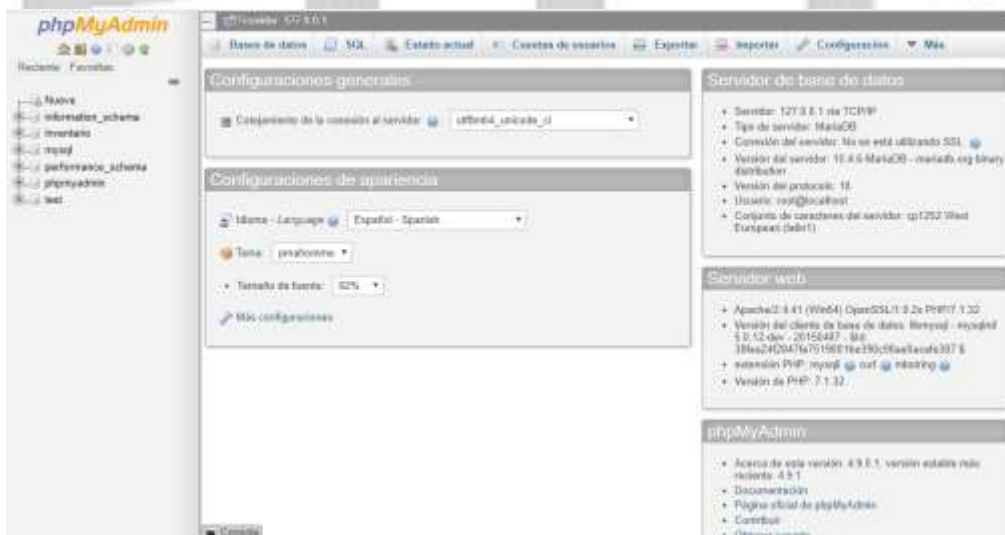 phpMyAdmin
Reciente Favoritas
Nueva
information_schema
inventario
mysql
performance_schema
phpmyadmin
test
127.0.0.1
Bases de datos SQL Estado actual Cuentas de usuarios Exportar Importar Configuración Más
Configuraciones generales
Cotejamiento de la conexión al servidor utf8mb4_unicode_ci
Configuraciones de apariencia
Idioma - Language Español - Spanish
Tema: pmahomme
Tamaño de fuente: 82%
Más configuraciones
Servidor de base de datos
Servidor: 127.0.0.1 via TCP/IP
Tipo de servidor: MariaDB
Conexión del servidor: No se está utilizando SSL
Versión del servidor: 10.4.6-MariaDB - mariadb.org binary
distribution
Versión del protocolo: 10
Usuario: root@localhost
Conjunto de caracteres del servidor: cp1252 West
European (latin1)
Servidor web
Apache/2.4.41 (Win64) OpenSSL/1.0.2s PHP/7.1.32
Versión del cliente de base de datos: libmysql - mysqlnd
5.0.12-dev - 20150407 - $Id:
extensión PHP: mysqli curl mbstring
Versión de PHP: 7.1.32
phpMyAdmin
Acerca de esta versión: 4.9.0.1, versión estable más
reciente: 4.9.1
Documentación
Página oficial de phpMyAdmin
Contribuir
Consola